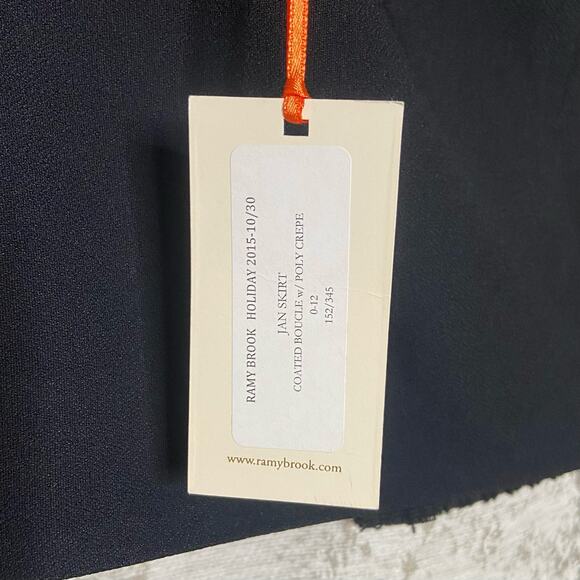 RAMY BROOK HOLIDAY 2015-10/30
JAN SKIRT
COATED BOUCLE w/ POLY CREPE
0-12
152/345
www.ramybrook.com